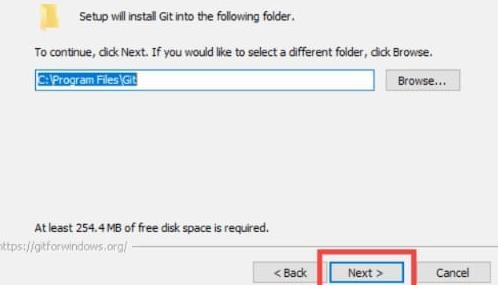 Setup will install Git into the following folder.
To continue, click Next. If you would like to select a different folder, click Browse.
C:\Program Files\Git
Browse...
At least 254.4 MB of free disk space is required.
https://gitforwindows.org/
< Back
Next >
Cancel